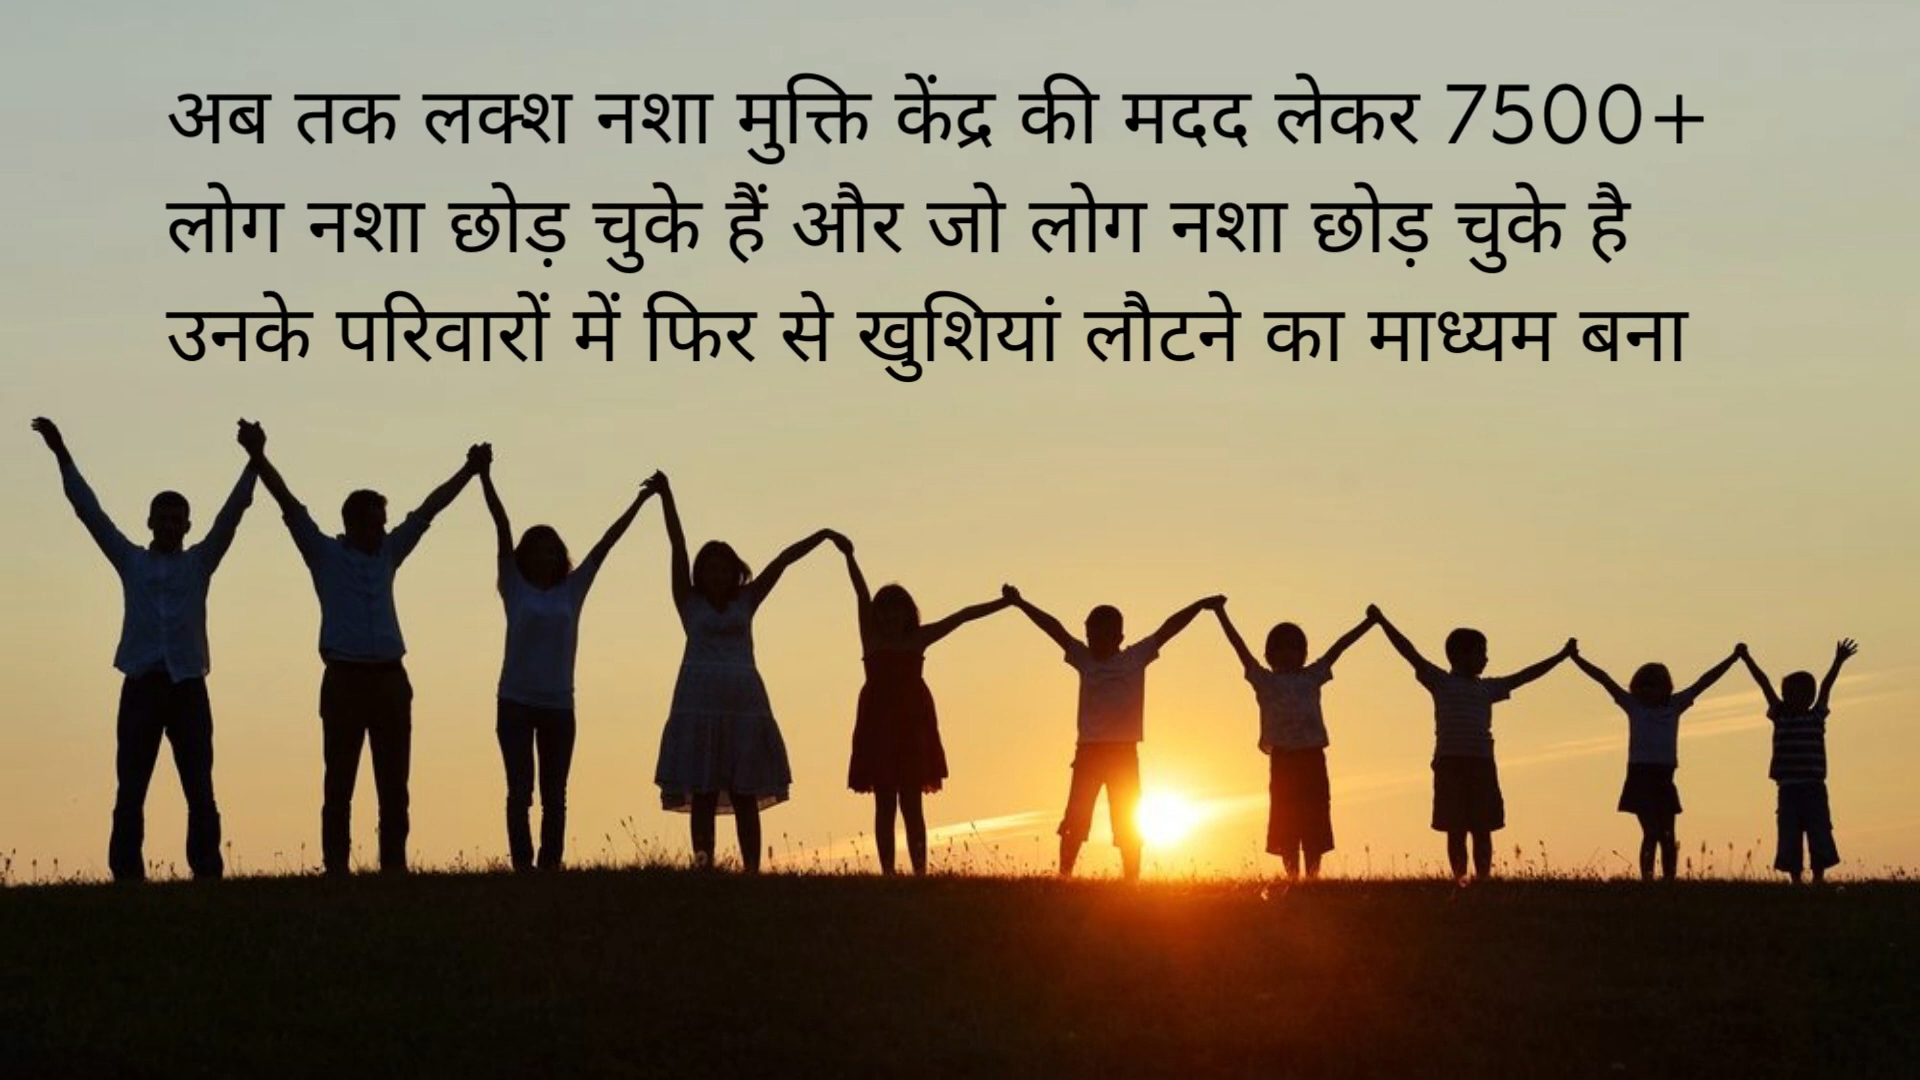 अब तक लक्श नशा मुक्ति केंद्र की मदद लेकर 7500+
लोग नशा छोड़ चुके हैं और जो लोग नशा छोड़ चुके है
उनके परिवारों में फिर से खुशियां लौटने का माध्यम बना